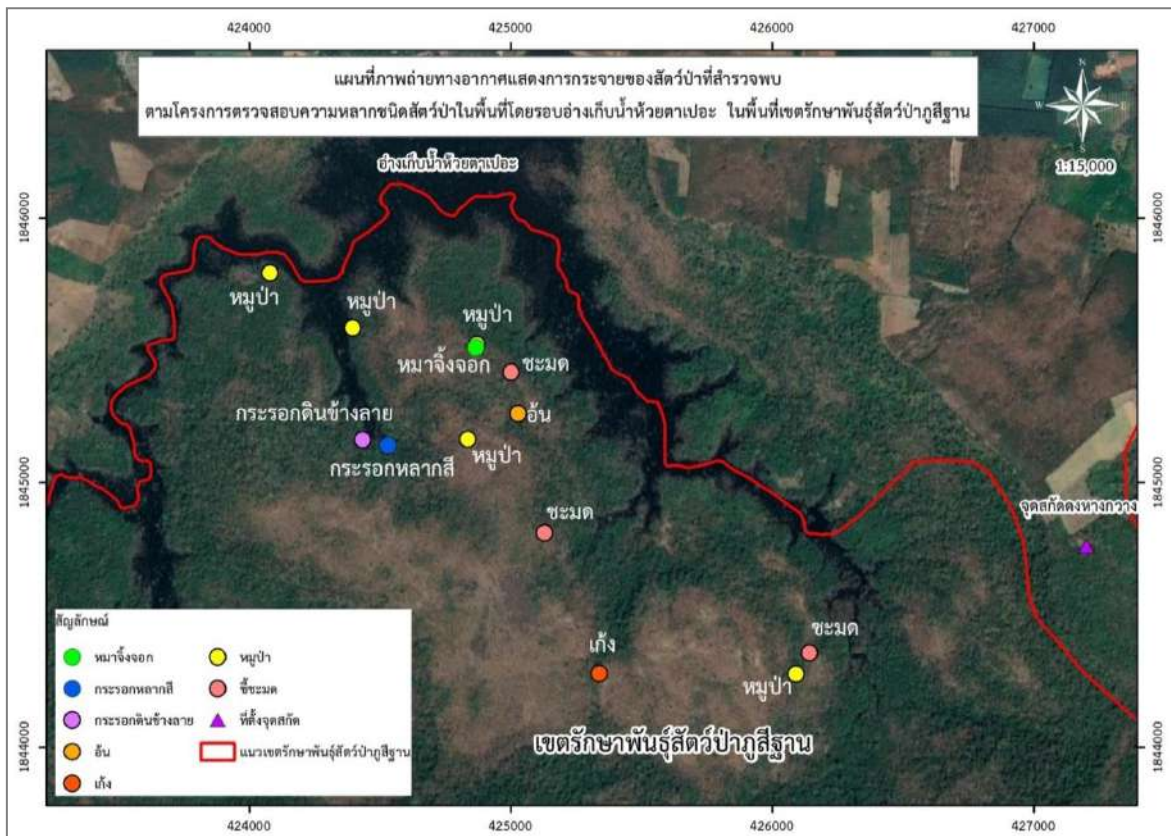 424000 425000 426000 427000
แผนที่ภาพถ่ายทางอากาศแสดงการกระจายของสัตว์ป่าที่สำรวจพบ
ตามโครงการตรวจสอบความหลากชนิดสัตว์ป่าในพื้นที่โดยรอบอ่างเก็บน้ำห้วยตาเปอะ ในพื้นที่เขตรักษาพันธุ์สัตว์ป่าภูสีฐาน
N
W E
S
1:15,000
อ่างเก็บน้ำห้วยตาเปอะ
1846000 1846000
หมูป่า
หมูป่า
หมูป่า
หมาจิ้งจอก
ชะมด
อ้น
กระรอกดินข้างลาย
กระรอกหลากสี
หมูป่า
1845000 1845000
จุดสกัดดงหางกวาง
ชะมด
ชะมด
เก้ง
หมูป่า
เขตรักษาพันธุ์สัตว์ป่าภูสีฐาน
1844000 1844000
สัญลักษณ์
หมาจิ้งจอก
กระรอกหลากสี
กระรอกดินข้างลาย
อ้น
เก้ง
หมูป่า
ขี้ชะมด
ที่ตั้งจุดสกัด
แนวเขตรักษาพันธุ์สัตว์ป่าภูสีฐาน
424000 425000 426000 427000